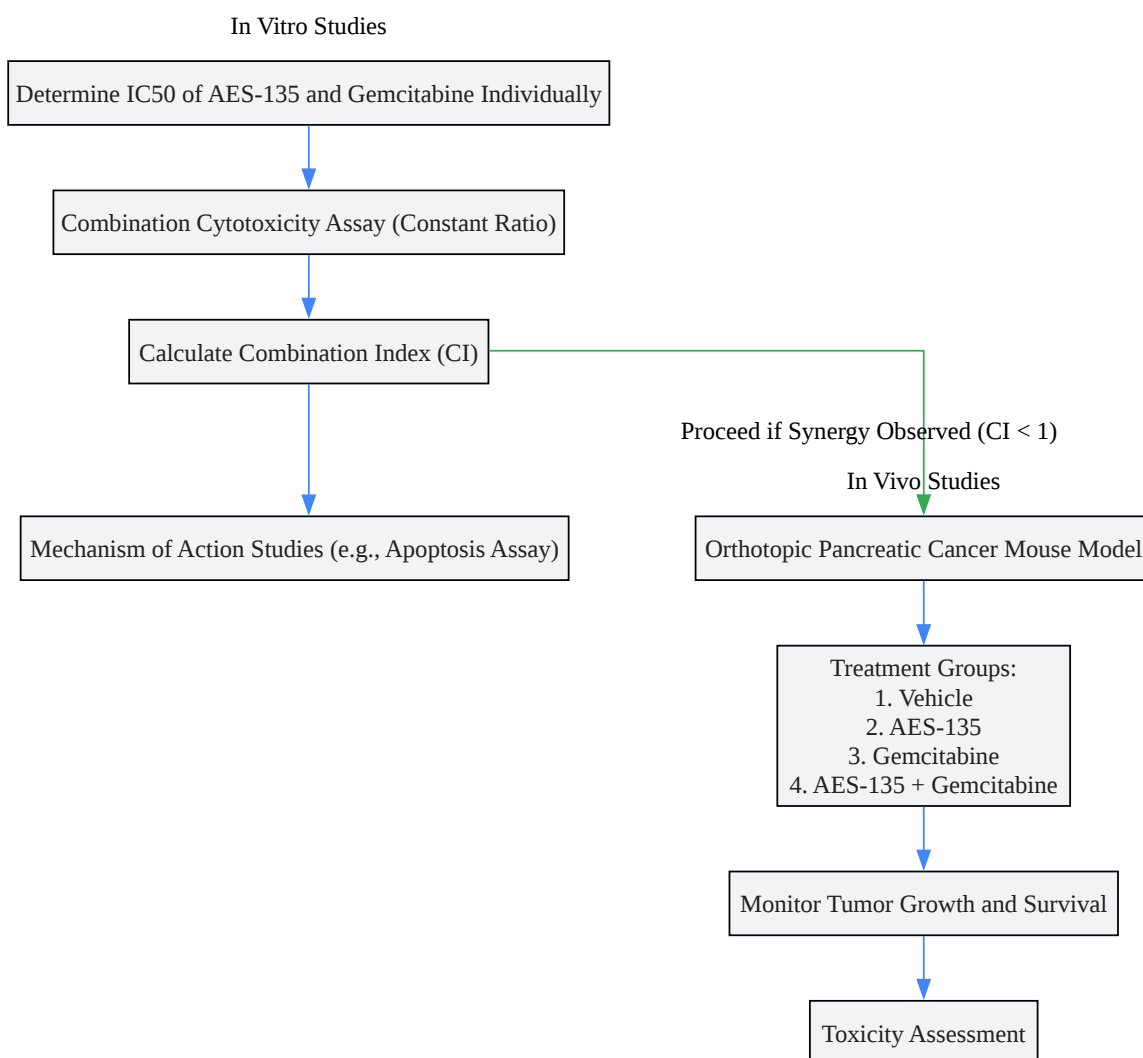 In Vitro Studies
Determine IC50 of AES-135 and Gemcitabine Individually
Combination Cytotoxicity Assay (Constant Ratio)
Calculate Combination Index (CI)
Mechanism of Action Studies (e.g., Apoptosis Assay)
Proceed if Synergy Observed (CI < 1)
In Vivo Studies
Orthotopic Pancreatic Cancer Mouse Model
Treatment Groups:
1. Vehicle
2. AES-135
3. Gemcitabine
4. AES-135 + Gemcitabine
Monitor Tumor Growth and Survival
Toxicity Assessment